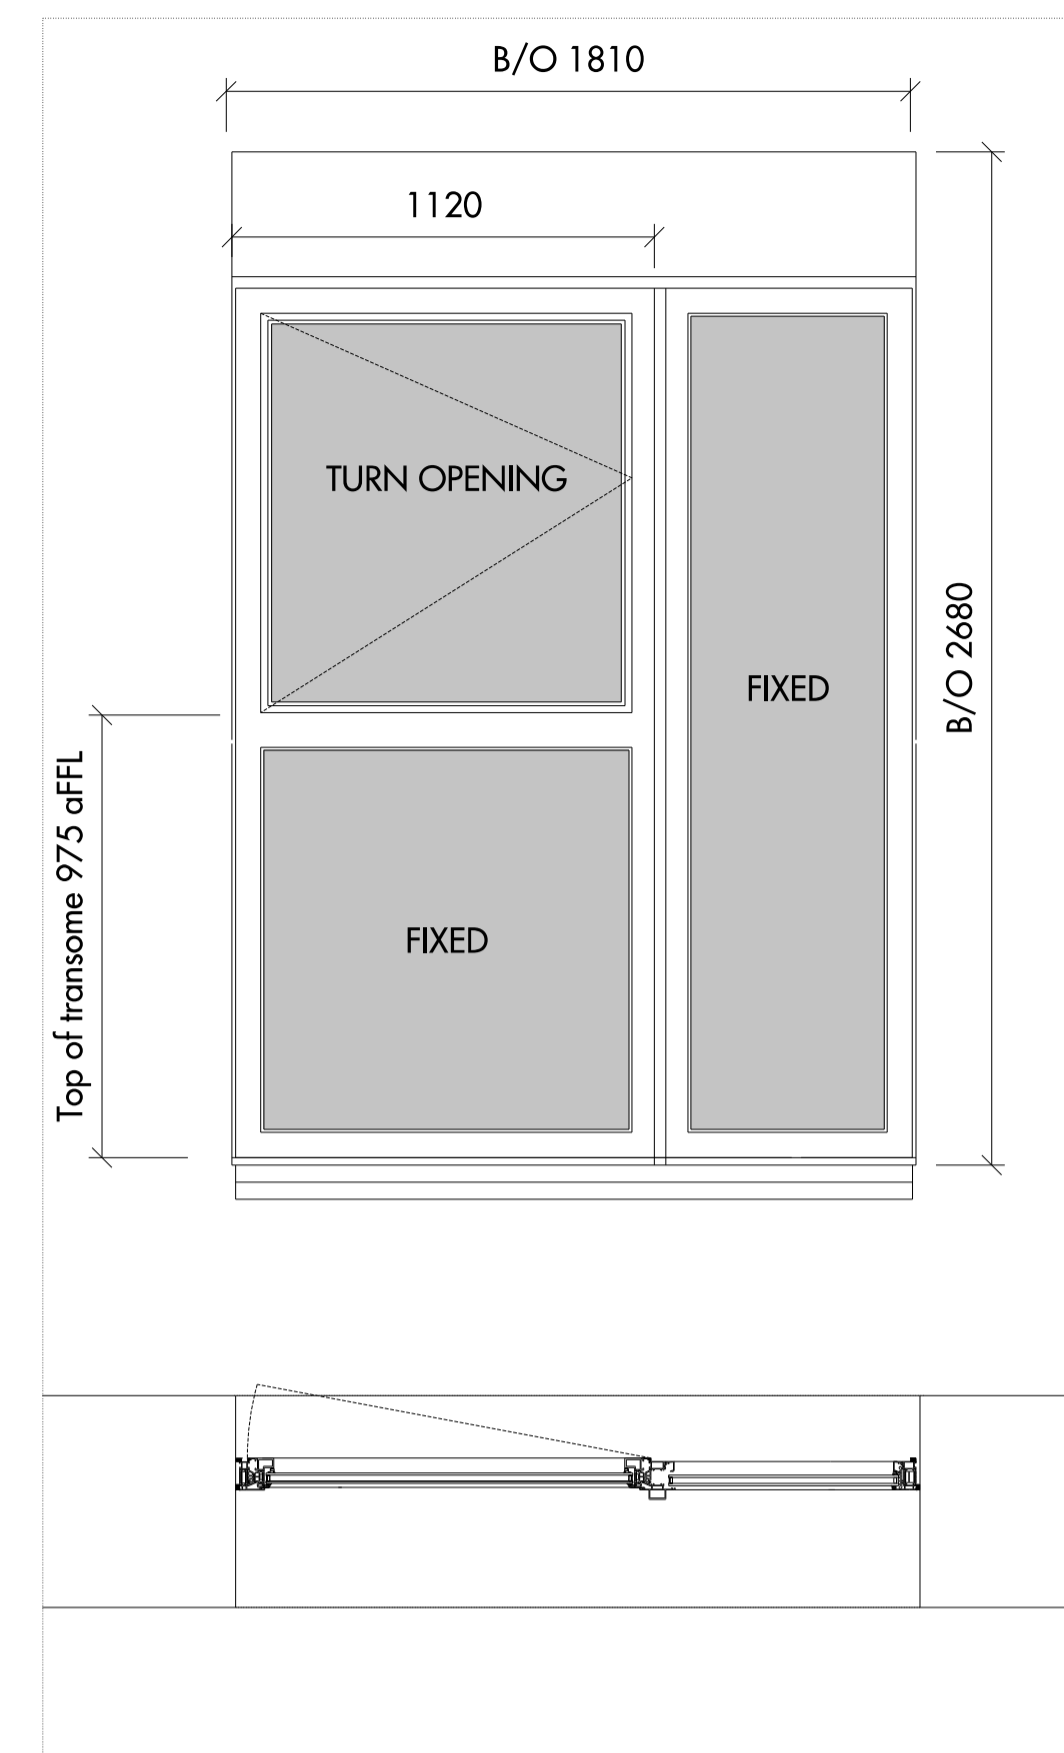 B/O 1810
1120
TURN OPENING
FIXED
B/O 2680
Top of transome 975 aFFL
FIXED